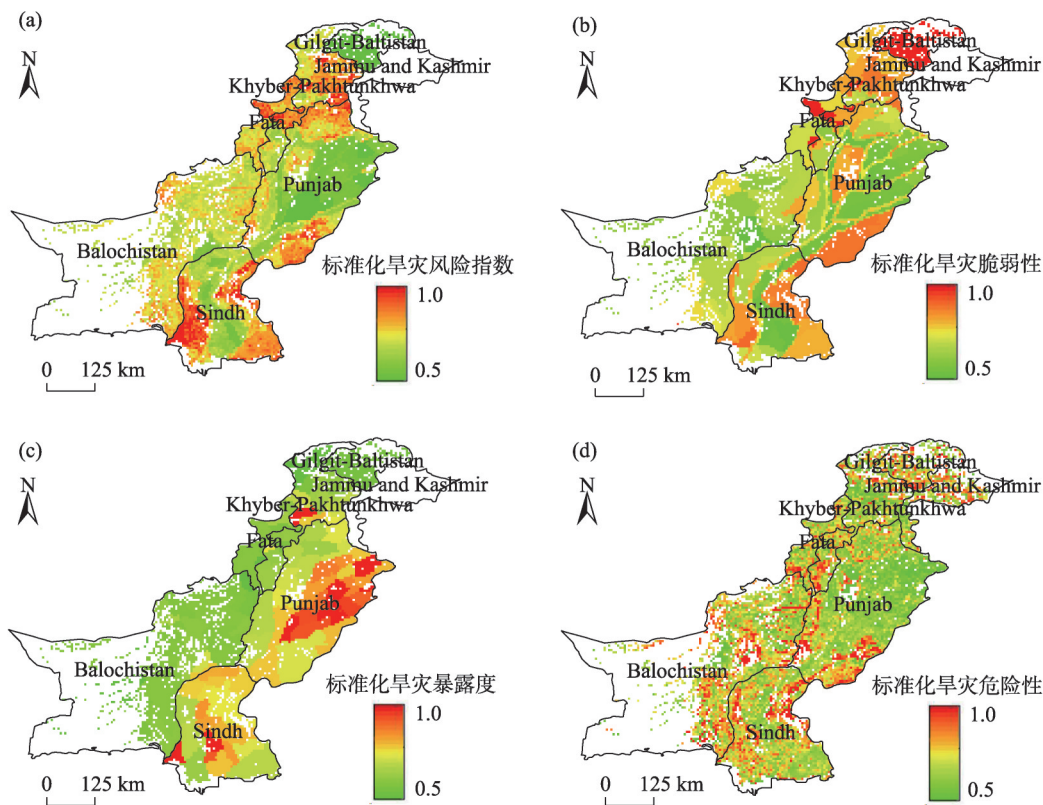 (a)
N
Gilgit-Baltistan
Jammu and Kashmir
Khyber-Pakhtunkhwa
Fata
Punjab
Balochistan
Sindh
标准化旱灾风险指数
1.0
0.5
0 125 km
(b)
N
Gilgit-Baltistan
Jammu and Kashmir
Khyber-Pakhtunkhwa
Fata
Punjab
Balochistan
Sindh
标准化旱灾脆弱性
1.0
0.5
0 125 km
(c)
N
Gilgit-Baltistan
Jammu and Kashmir
Khyber-Pakhtunkhwa
Fata
Punjab
Balochistan
Sindh
标准化旱灾暴露度
1.0
0.5
0 125 km
(d)
N
Gilgit-Baltistan
Jammu and Kashmir
Khyber-Pakhtunkhwa
Fata
Punjab
Balochistan
Sindh
标准化旱灾危险性
1.0
0.5
0 125 km